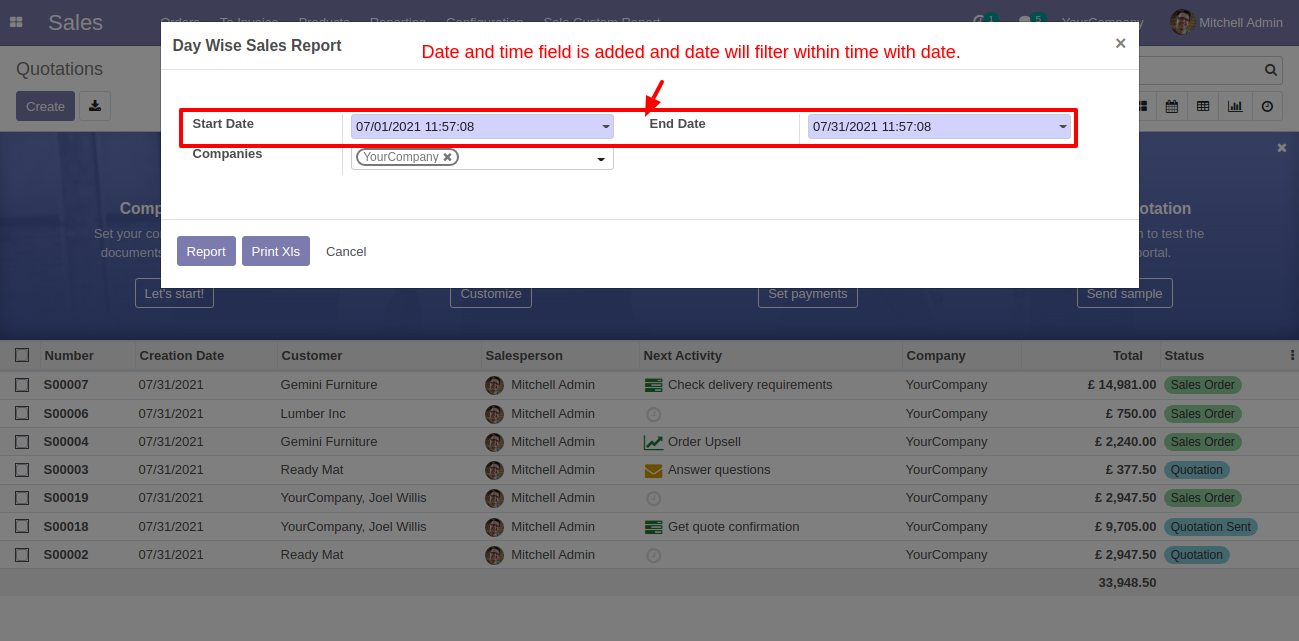 Sales
Orders To Invoice Products Reporting Configuration Sale Custom Report 1 5 YourCompany Mitchell Admin
Day Wise Sales Report
Date and time field is added and date will filter within time with date.
Quotations
Create
Start Date 07/01/2021 11:57:08 End Date 07/31/2021 11:57:08
Companies YourCompany
Report Print Xls Cancel
Set your
documents
otation
to test the
Let's start! Customize Set payments Send sample
Number Creation Date Customer Salesperson Next Activity Company Total Status
S00007 07/31/2021 Gemini Furniture Mitchell Admin Check delivery requirements YourCompany £ 14,981.00 Sales Order
S00006 07/31/2021 Lumber Inc Mitchell Admin YourCompany £ 750.00 Sales Order
S00004 07/31/2021 Gemini Furniture Mitchell Admin Order Upsell YourCompany £ 2,240.00 Sales Order
S00003 07/31/2021 Ready Mat Mitchell Admin Answer questions YourCompany £ 377.50 Quotation
S00019 07/31/2021 YourCompany, Joel Willis Mitchell Admin YourCompany £ 2,947.50 Sales Order
S00018 07/31/2021 YourCompany, Joel Willis Mitchell Admin Get quote confirmation YourCompany £ 9,705.00 Quotation Sent
S00002 07/31/2021 Ready Mat Mitchell Admin YourCompany £ 2,947.50 Quotation
33,948.50